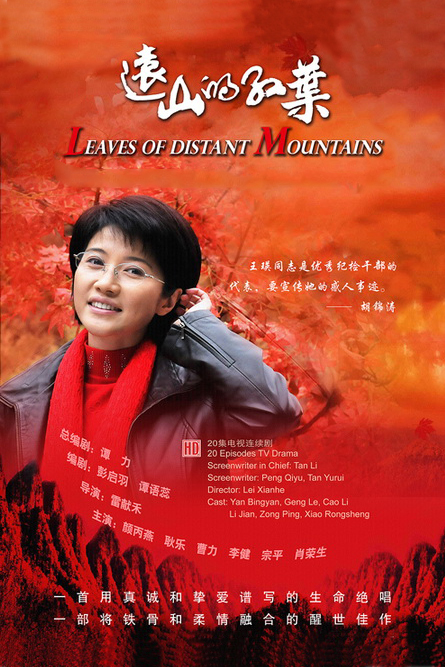 遠山的红葉
LEAVES OF DISTANT MOUNTAINS
王瑛同志是优秀纪检干部的
代表，要宣传她的感人事迹。
—— 胡锦涛
总编剧：谭 力
编剧：彭启羽 谭语蕊
导演：雷献禾
主演：颜丙燕 耿乐 曹力 李健 宗平 肖荣生
HD
20集电视连续剧
20 Episodes TV Drama
Screenwriter in Chief: Tan Li
Screenwriter: Peng Qiyu, Tan Yurui
Director: Lei Xianhe
Cast: Yan Bingyan, Geng Le, Cao Li
Li Jian, Zong Ping, Xiao Rongsheng
一首用真诚和挚爱谱写的生命绝唱
一部将铁骨和柔情融合的醒世佳作